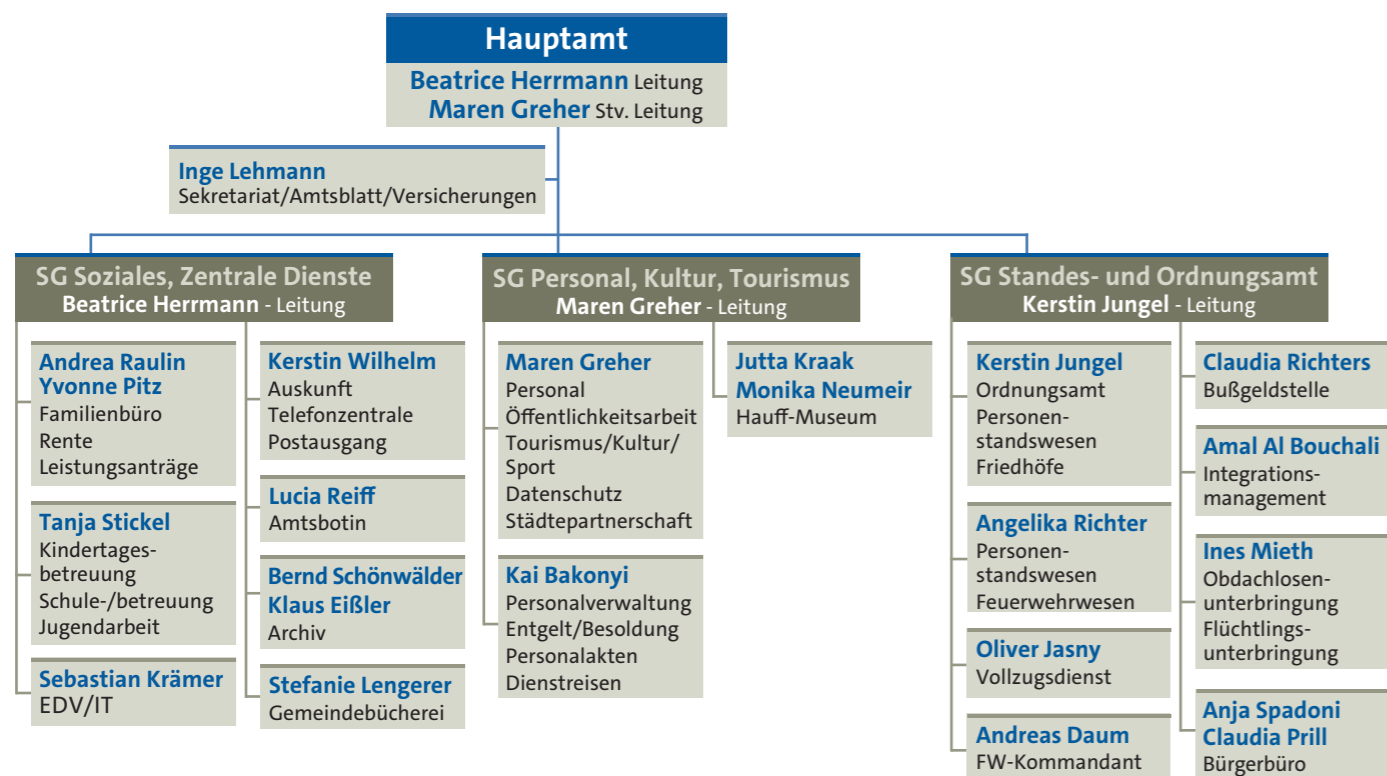 Hauptamt
Beatrice Herrmann Leitung
Maren Greher Stv. Leitung
Inge Lehmann
Sekretariat/Amtsblatt/Versicherungen
SG Soziales, Zentrale Dienste
Beatrice Herrmann - Leitung
Andrea Raulin
Yvonne Pitz
Familienbüro
Rente
Leistungsanträge
Tanja Stickel
Kindertages-
betreuung
Schule-/betreuung
Jugendarbeit
Sebastian Krämer
EDV/IT
Kerstin Wilhelm
Auskunft
Telefonzentrale
Postausgang
Lucia Reiff
Amtsbotin
Bernd Schönwälder
Klaus Eißler
Archiv
Stefanie Lengerer
Gemeindebücherei
SG Personal, Kultur, Tourismus
Maren Greher - Leitung
Maren Greher
Personal
Öffentlichkeitsarbeit
Tourismus/Kultur/
Sport
Datenschutz
Städtepartnerschaft
Kai Bakonyi
Personalverwaltung
Entgelt/Besoldung
Personalakten
Dienstreisen
Jutta Kraak
Monika Neumeir
Hauff-Museum
SG Standes- und Ordnungsamt
Kerstin Jungel - Leitung
Kerstin Jungel
Ordnungsamt
Personen-
standswesen
Friedhöfe
Angelika Richter
Personen-
standswesen
Feuerwehrwesen
Oliver Jasny
Vollzugsdienst
Andreas Daum
FW-Kommandant
Claudia Richters
Bußgeldstelle
Amal Al Bouchali
Integrations-
management
Ines Mieth
Obdachlosen-
unterbringung
Flüchtlings-
unterbringung
Anja Spadoni
Claudia Prill
Bürgerbüro